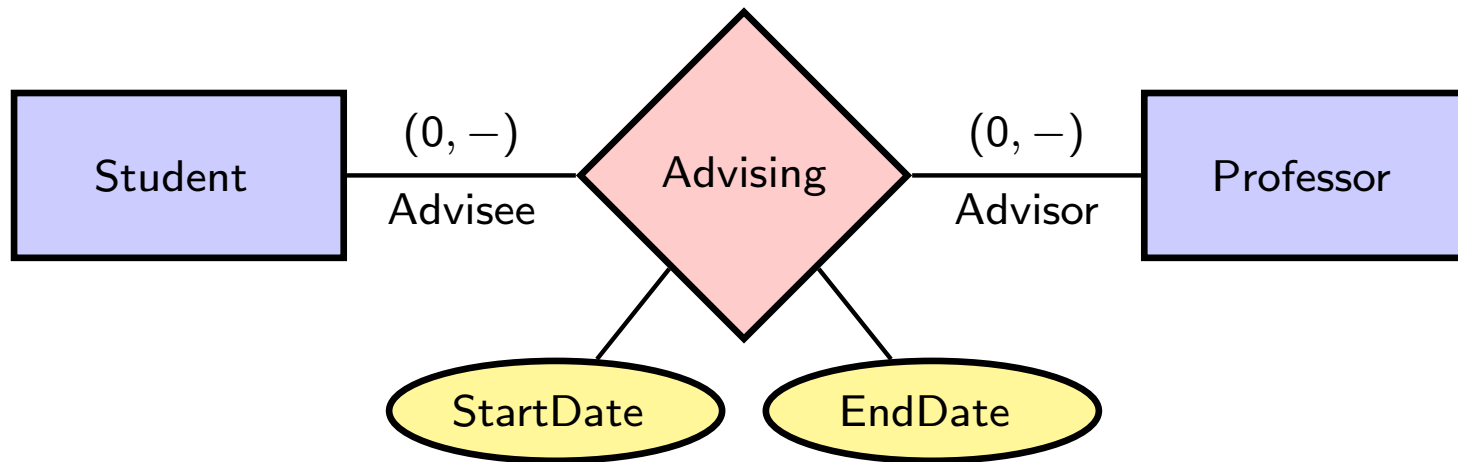 Student
(0, −)
Advisee
Advising
(0, −)
Advisor
Professor
StartDate
EndDate